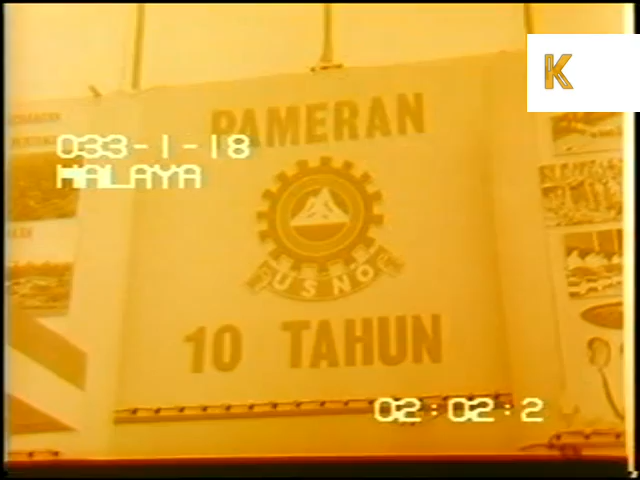 K
PAMERAN
033-1-18
MALAYA
USNO
10 TAHUN
02:02:2